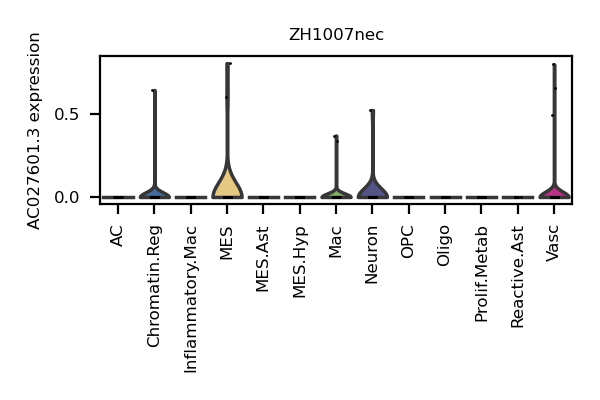 ZH1007nec
AC027601.3 expression
0.5
0.0
AC
Chromatin.Reg
Inflammatory.Mac
MES
MES.Ast
MES.Hyp
Mac
Neuron
OPC
Oligo
Prolif.Metab
Reactive.Ast
Vasc